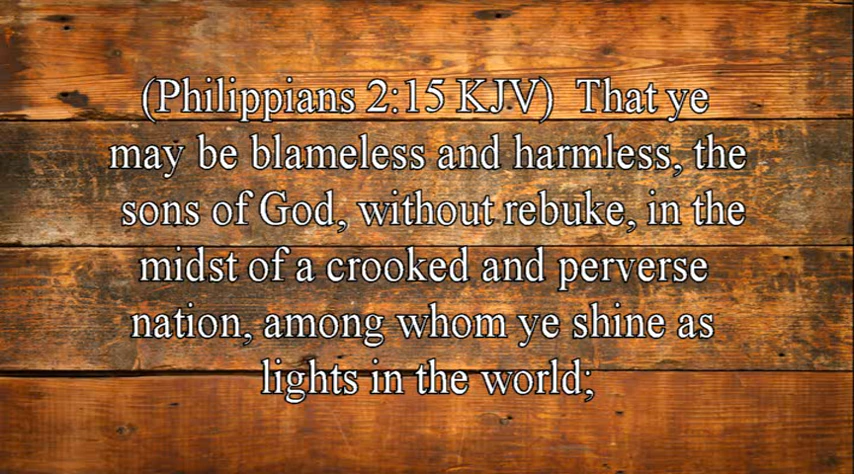 (Philippians 2:15 KJV)  That ye
may be blameless and harmless, the
sons of God, without rebuke, in the
midst of a crooked and perverse
nation, among whom ye shine as
lights in the world;